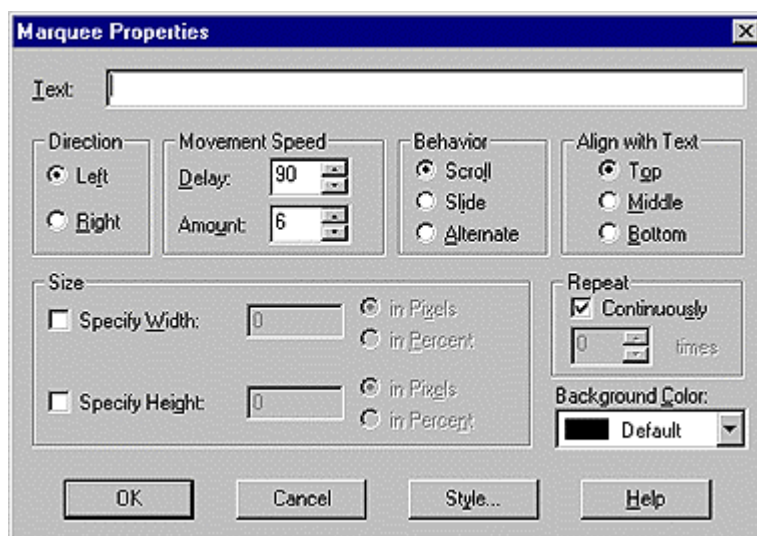 Marquee Properties
Text:
Direction
Left
Right
Movement Speed
Delay: 90
Amount: 6
Behavior
Scroll
Slide
Alternate
Align with Text
Top
Middle
Bottom
Size
Specify Width: 0
in Pixels
in Percent
Specify Height: 0
in Pixels
in Percent
Repeat
Continuously
0 times
Background Color:
Default
OK Cancel Style... Help